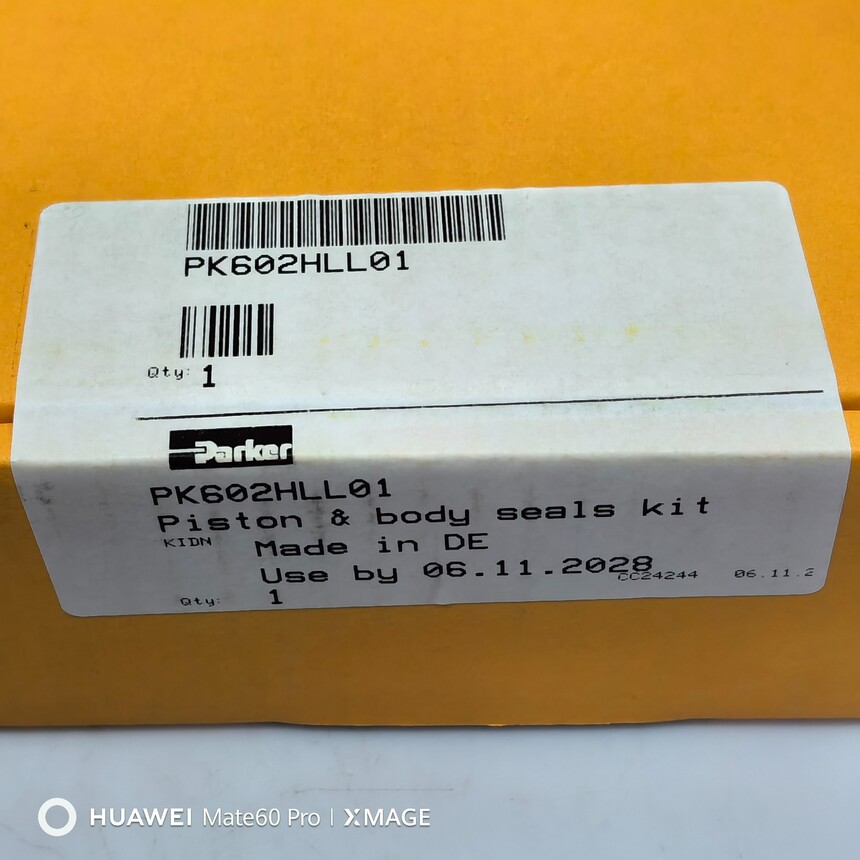 PK602HLL01
Qty: 1
Parker
PK602HLL01
Piston & body seals kit
KIDN Made in DE
Use by 06.11.2028 CC24244 06.11.2
Qty: 1
HUAWEI Mate60 Pro | XMAGE